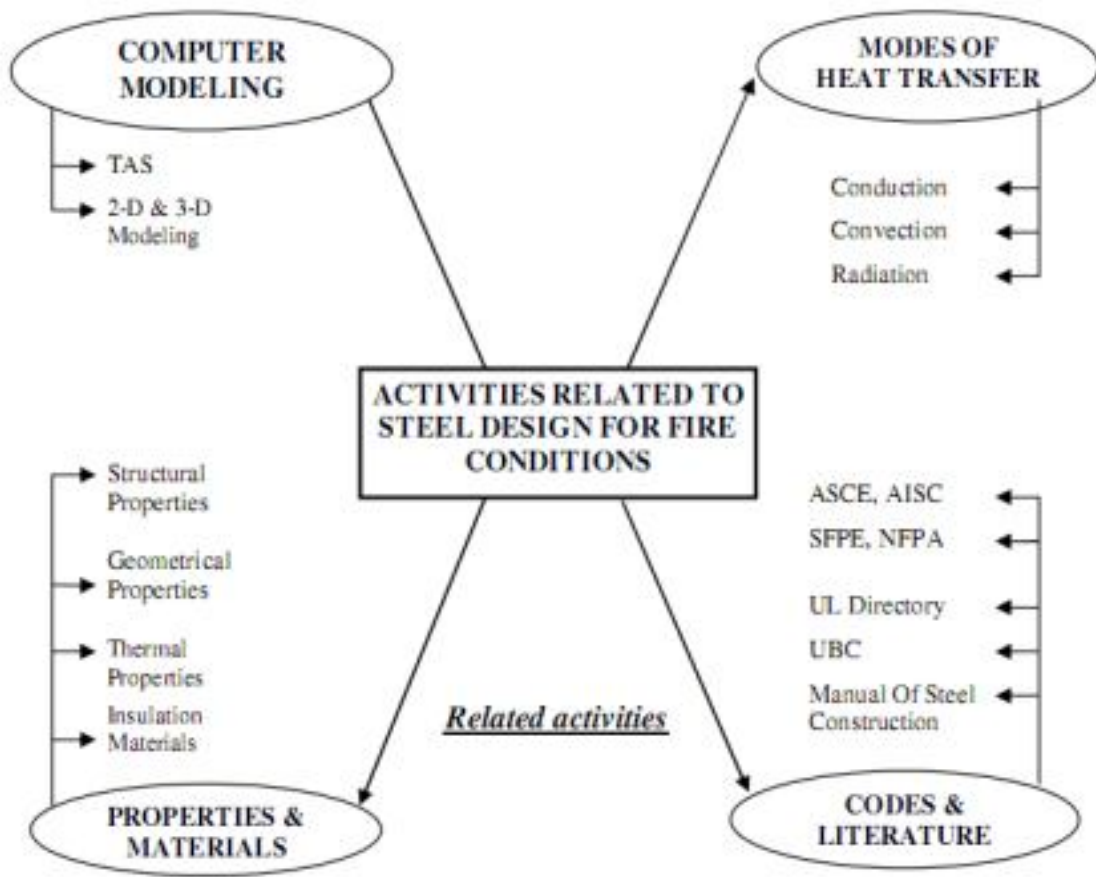 COMPUTER
MODELING
TAS
2-D & 3-D
Modeling
MODES OF
HEAT TRANSFER
Conduction
Convection
Radiation
ACTIVITIES RELATED TO
STEEL DESIGN FOR FIRE
CONDITIONS
Structural
Properties
Geometrical
Properties
Thermal
Properties
Insulation
Materials
PROPERTIES &
MATERIALS
Related activities
ASCE, AISC
SFPE, NFPA
UL Directory
UBC
Manual Of Steel
Construction
CODES &
LITERATURE